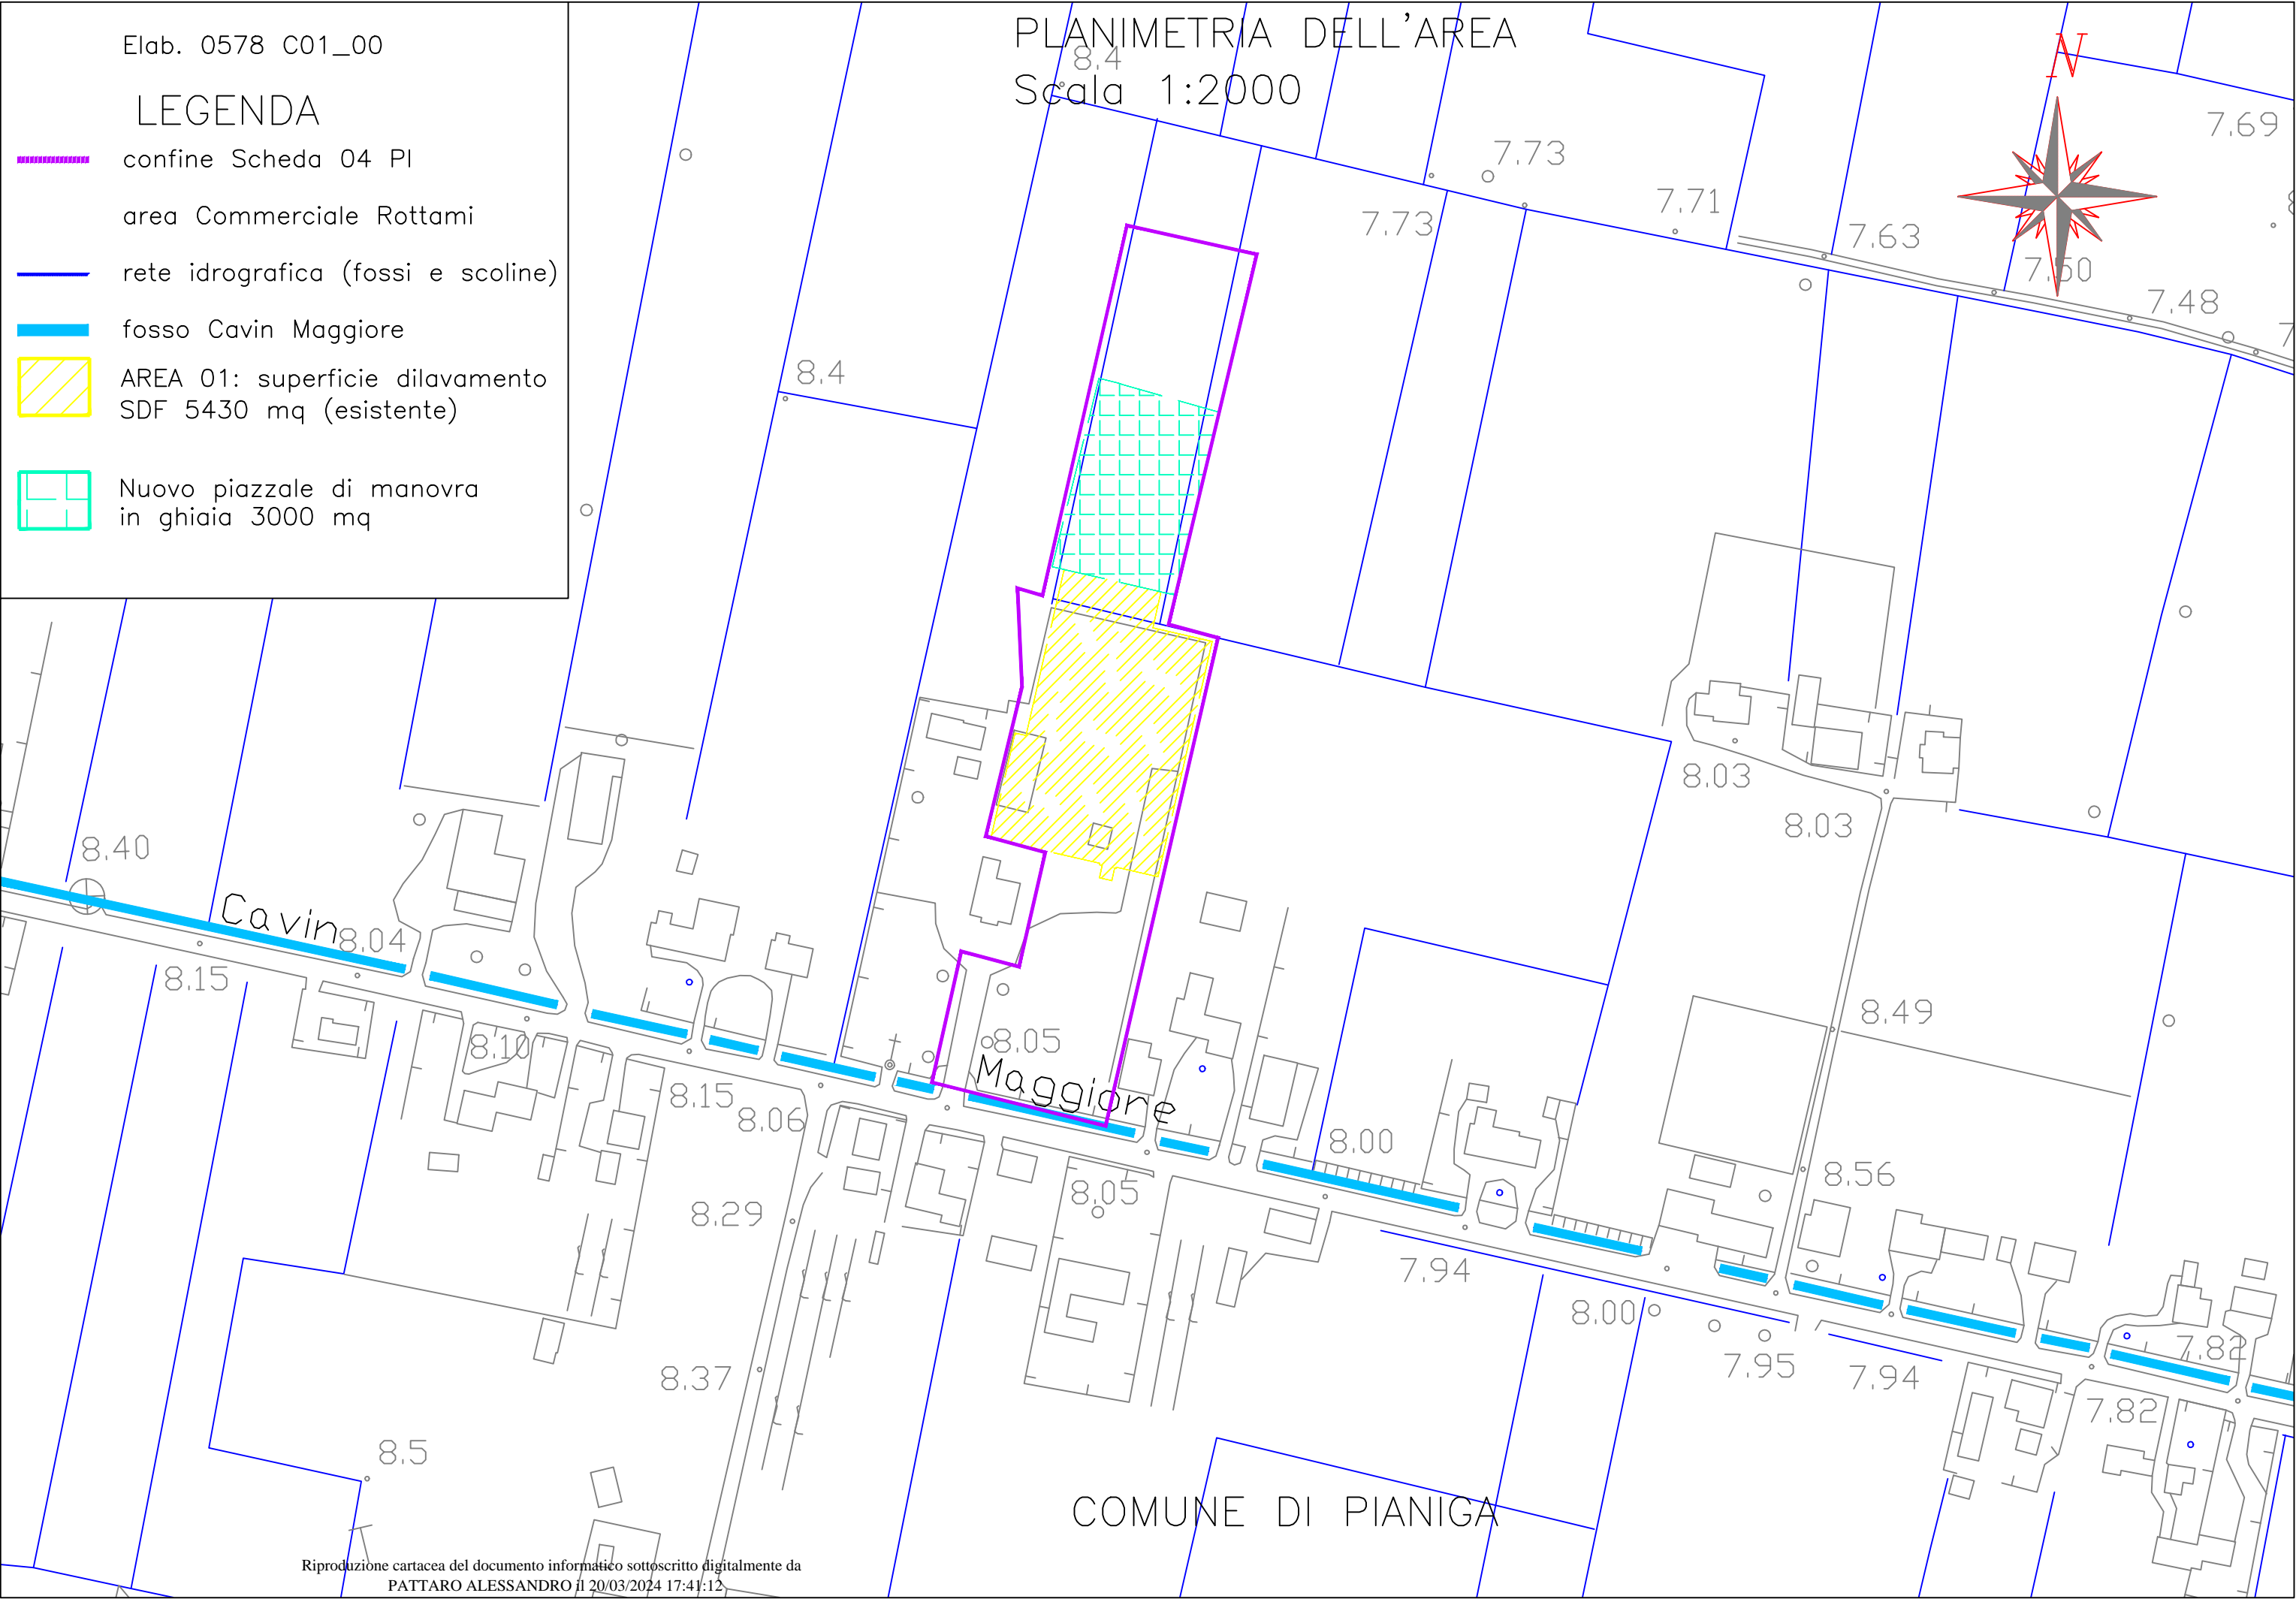 Elab. 0578 C01_00
LEGENDA
confine Scheda 04 PI
area Commerciale Rottami
rete idrografica (fossi e scoline)
fosso Cavin Maggiore
AREA 01: superficie dilavamento
SDF 5430 mq (esistente)
Nuovo piazzale di manovra
in ghiaia 3000 mq
PLANIMETRIA DELL'AREA
Scala 1:2000
N
8.4
7.73
7.73
7.71
7.69
7.63
7.50
7.48
8.4
8.03
8.03
8.40
Cavin
8.04
8.15
8.10
8.15
8.06
8.05
Maggiore
8.49
8.00
8.56
8.05
8.29
7.94
8.00
7.95
7.94
7.82
7.82
8.37
8.5
COMUNE DI PIANIGA
Riproduzione cartacea del documento informatico sottoscritto digitalmente da
PATTARO ALESSANDRO il 20/03/2024 17:41:12